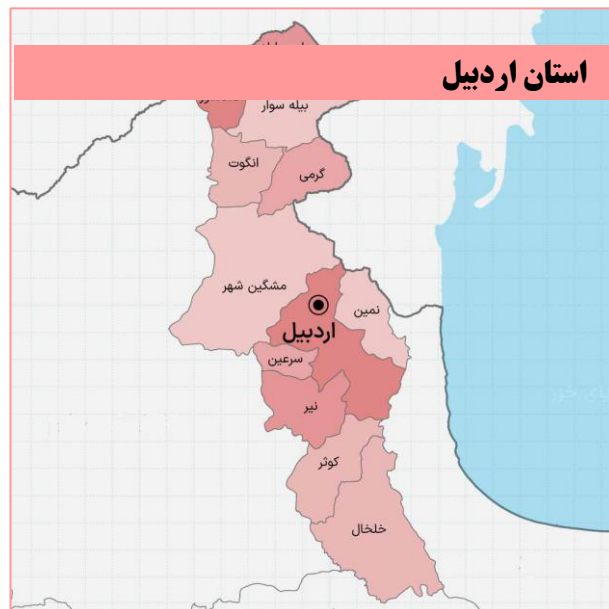 استان اردبیل
بیله سوار
انگوت
گرمی
مشگین شهر
نمین
اردبیل
سرعین
نیر
کوثر
خلخال